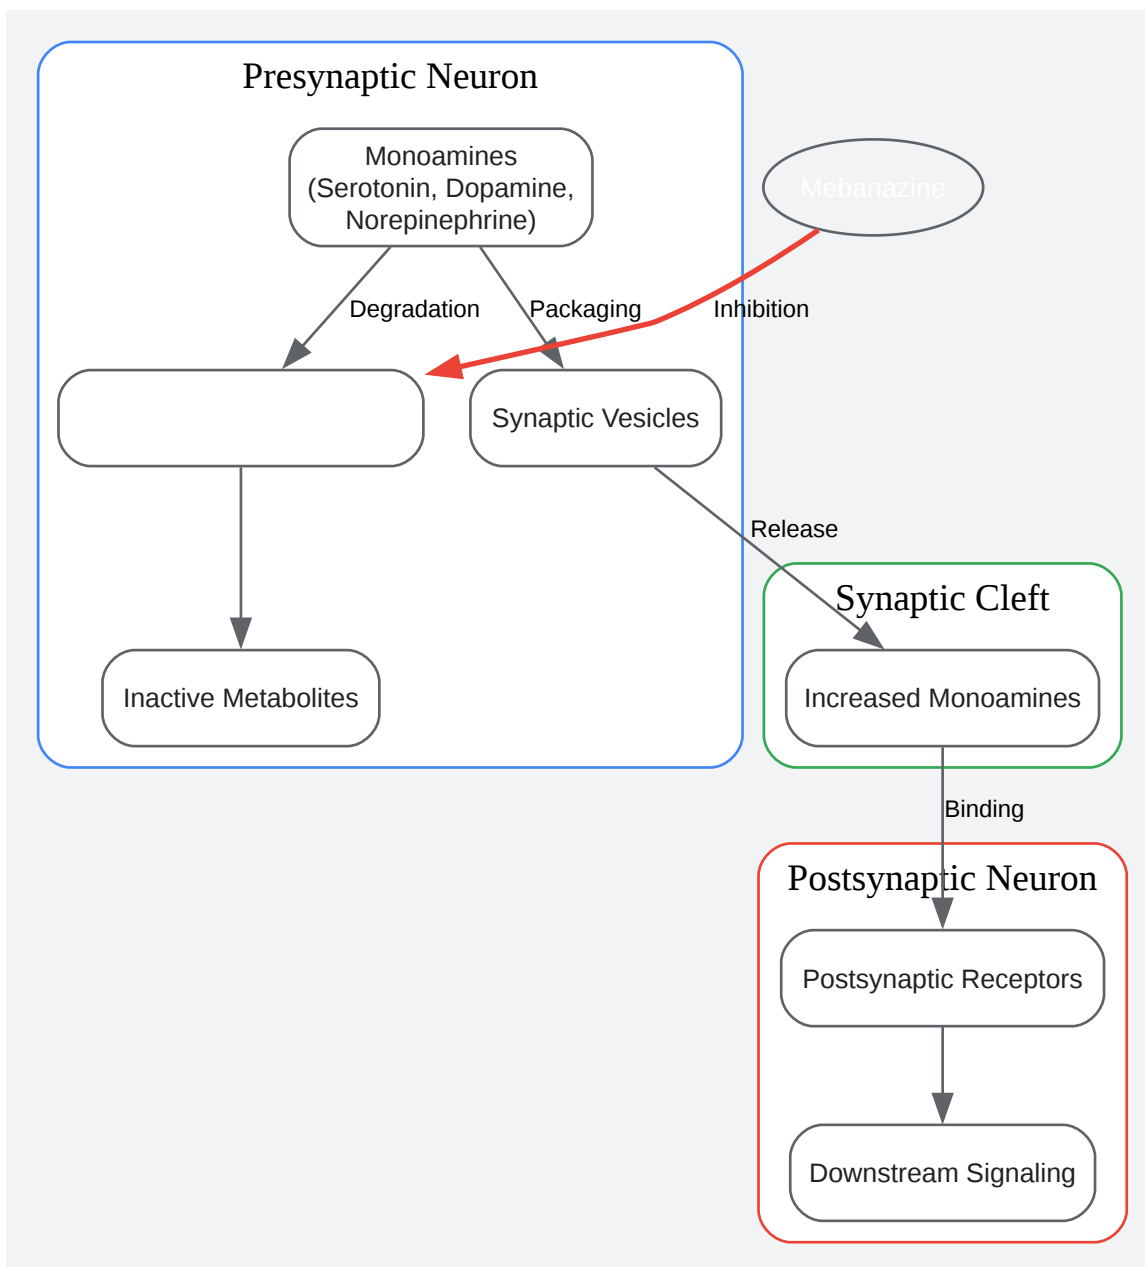 Presynaptic Neuron
Monoamines
(Serotonin, Dopamine,
Norepinephrine)
Mebanazine
Degradation
Packaging
Inhibition
Synaptic Vesicles
Release
Synaptic Cleft
Inactive Metabolites
Increased Monoamines
Binding
Postsynaptic Neuron
Postsynaptic Receptors
Downstream Signaling